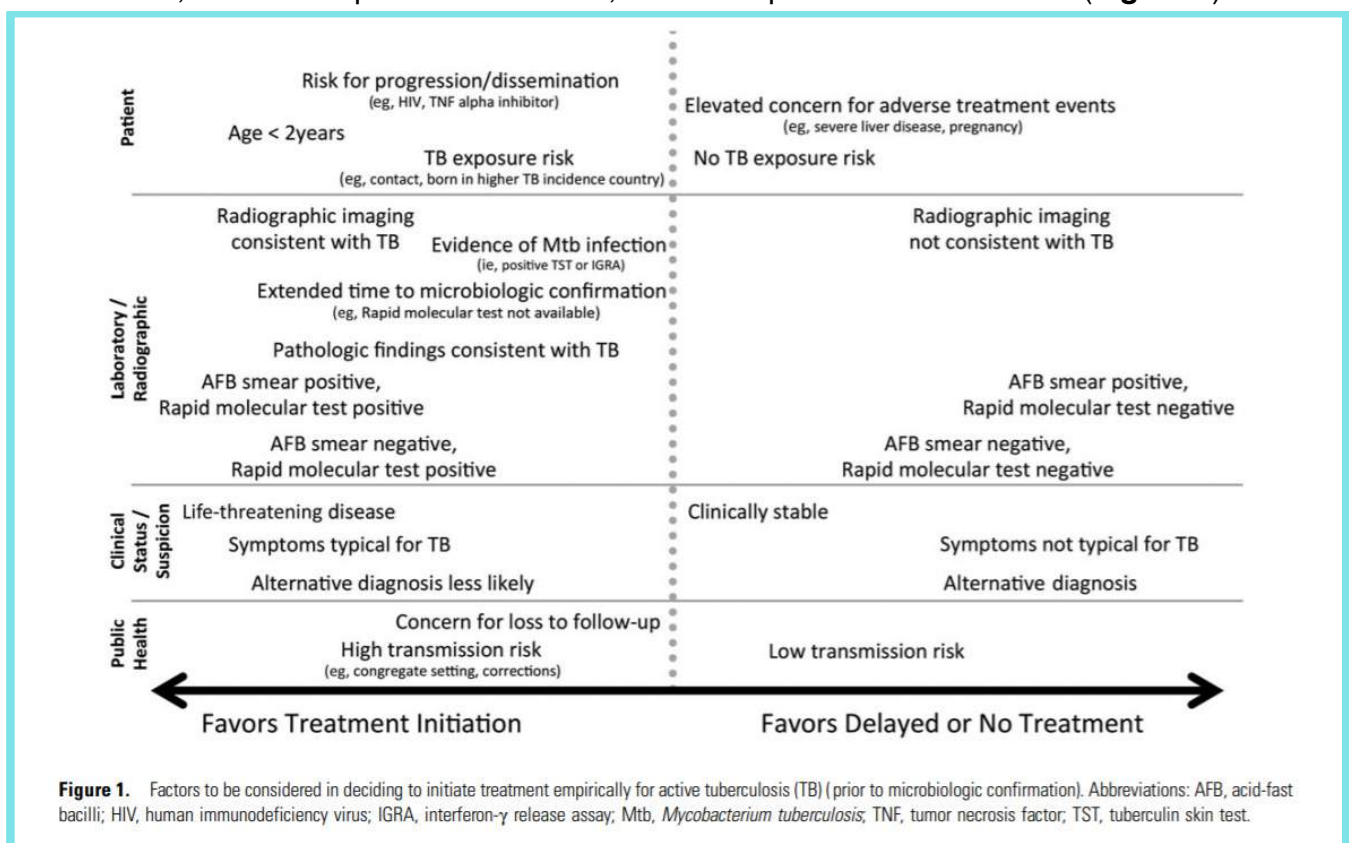 Patient
Risk for progression/dissemination
(eg, HIV, TNF alpha inhibitor)
Age < 2years
TB exposure risk
(eg, contact, born in higher TB incidence country)
Elevated concern for adverse treatment events
(eg, severe liver disease, pregnancy)
No TB exposure risk
Laboratory /
Radiographic
Radiographic imaging
consistent with TB
Evidence of Mtb infection
(ie, positive TST or IGRA)
Extended time to microbiologic confirmation
(eg, Rapid molecular test not available)
Pathologic findings consistent with TB
AFB smear positive,
Rapid molecular test positive
AFB smear negative,
Rapid molecular test positive
Radiographic imaging
not consistent with TB
AFB smear positive,
Rapid molecular test negative
AFB smear negative,
Rapid molecular test negative
Clinical
Status /
Suspicion
Life-threatening disease
Symptoms typical for TB
Alternative diagnosis less likely
Clinically stable
Symptoms not typical for TB
Alternative diagnosis
Public
Health
Concern for loss to follow-up
High transmission risk
(eg, congregate setting, corrections)
Low transmission risk
Favors Treatment Initiation
Favors Delayed or No Treatment
Figure 1. Factors to be considered in deciding to initiate treatment empirically for active tuberculosis (TB) (prior to microbiologic confirmation). Abbreviations: AFB, acid-fast
bacilli; HIV, human immunodeficiency virus; IGRA, interferon-γ release assay; Mtb, Mycobacterium tuberculosis; TNF, tumor necrosis factor; TST, tuberculin skin test.